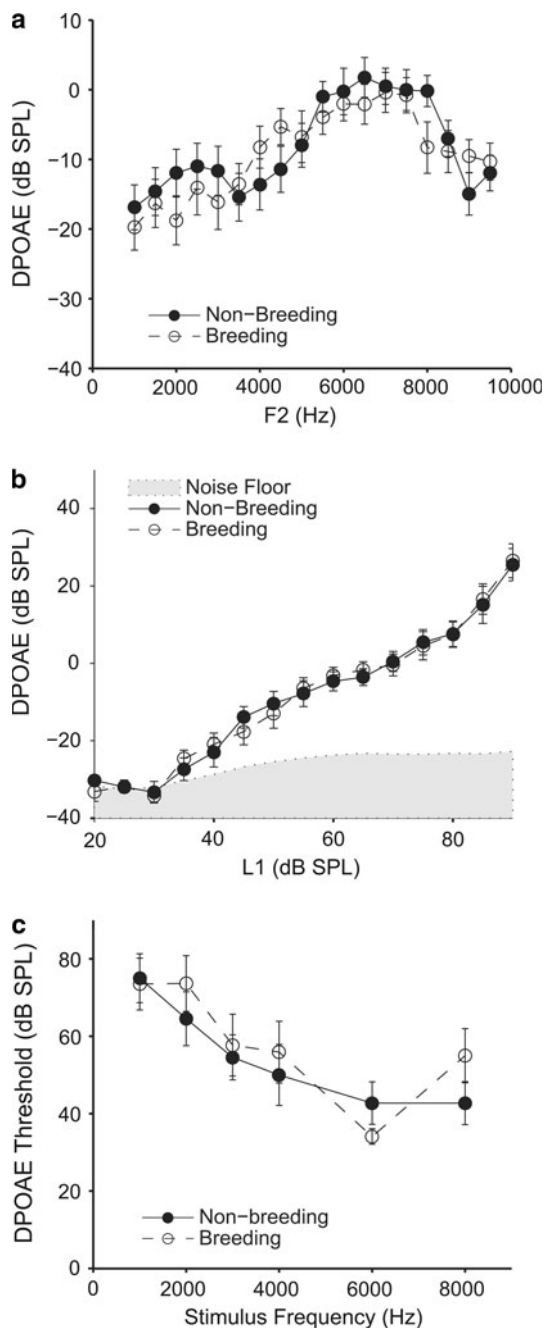 a
DPOAE (dB SPL)
10
0
−10
−20
−30
−40
Non−Breeding
Breeding
0 2000 4000 6000 8000 10000
F2 (Hz)
b
DPOAE (dB SPL)
40
20
0
−20
−40
Noise Floor
Non−Breeding
Breeding
20 40 60 80
L1 (dB SPL)
c
DPOAE Threshold (dB SPL)
80
60
40
20
0
Non−breeding
Breeding
0 2000 4000 6000 8000
Stimulus Frequency (Hz)